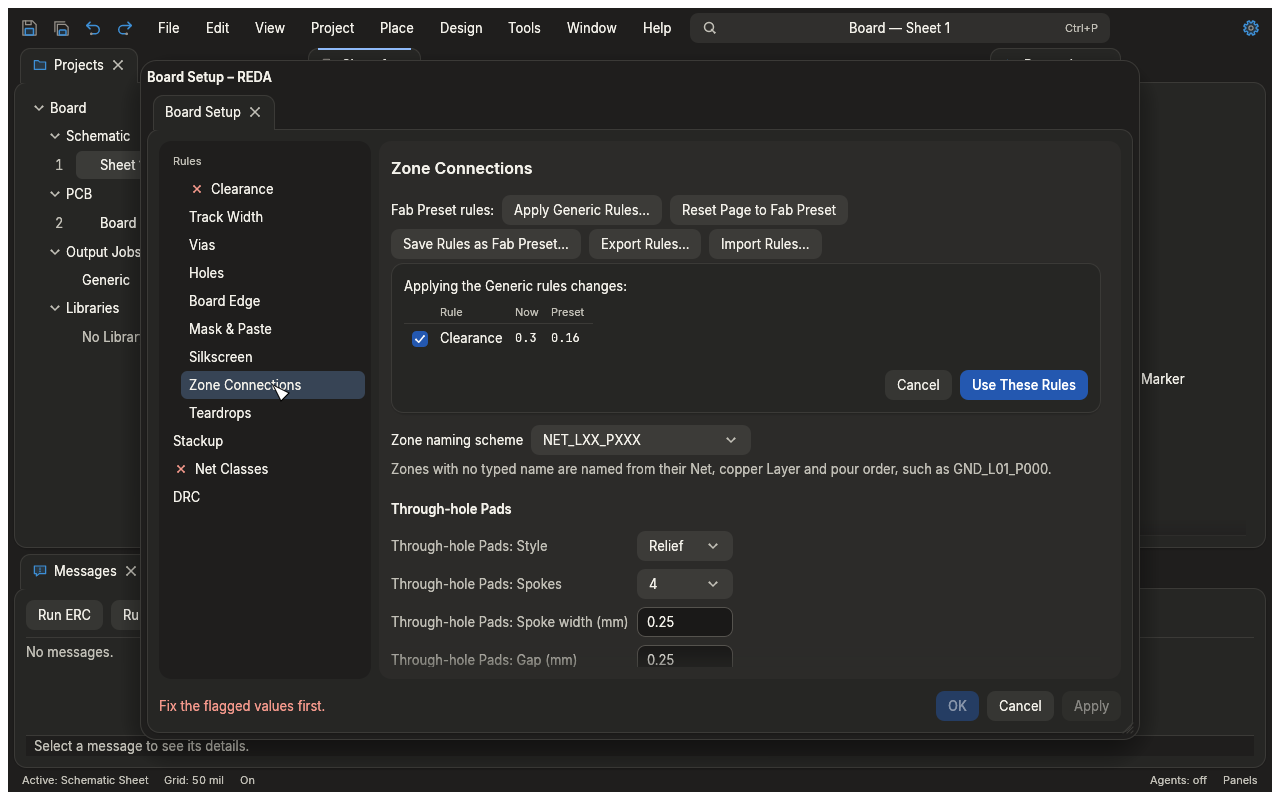 File Edit View Project Place Design Tools Window Help Board — Sheet 1 Ctrl+P
Projects
Board Setup – REDA
Board Setup
Board
Schematic
1 Sheet
PCB
2 Board
Output Jobs
Generic
Libraries
No Librar
Rules
Clearance
Track Width
Vias
Holes
Board Edge
Mask & Paste
Silkscreen
Zone Connections
Teardrops
Stackup
Net Classes
DRC
Zone Connections
Fab Preset rules: Apply Generic Rules... Reset Page to Fab Preset
Save Rules as Fab Preset... Export Rules... Import Rules...
Applying the Generic rules changes:
Rule Now Preset
Clearance 0.3 0.16
Cancel Use These Rules
Zone naming scheme NET_LXX_PXXX
Zones with no typed name are named from their Net, copper Layer and pour order, such as GND_L01_P000.
Through-hole Pads
Through-hole Pads: Style Relief
Through-hole Pads: Spokes 4
Through-hole Pads: Spoke width (mm) 0.25
Through-hole Pads: Gap (mm) 0.25
Marker
Fix the flagged values first.
OK Cancel Apply
Messages
Run ERC Ru
No messages.
Select a message to see its details.
Active: Schematic Sheet Grid: 50 mil On Agents: off Panels